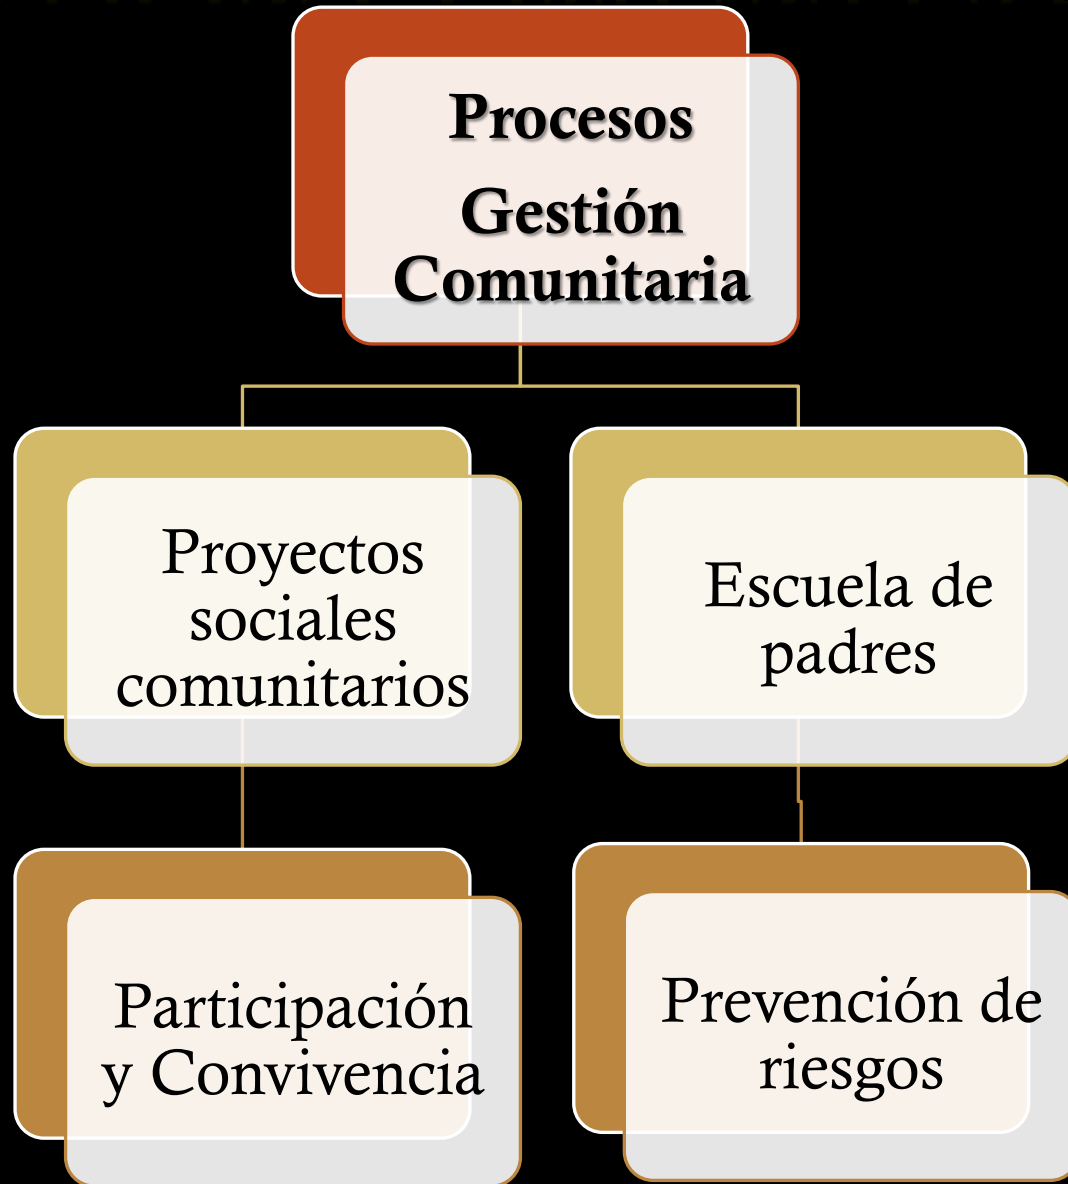 Procesos
Gestión
Comunitaria
Proyectos
sociales
comunitarios
Escuela de
padres
Participación
y Convivencia
Prevención de
riesgos